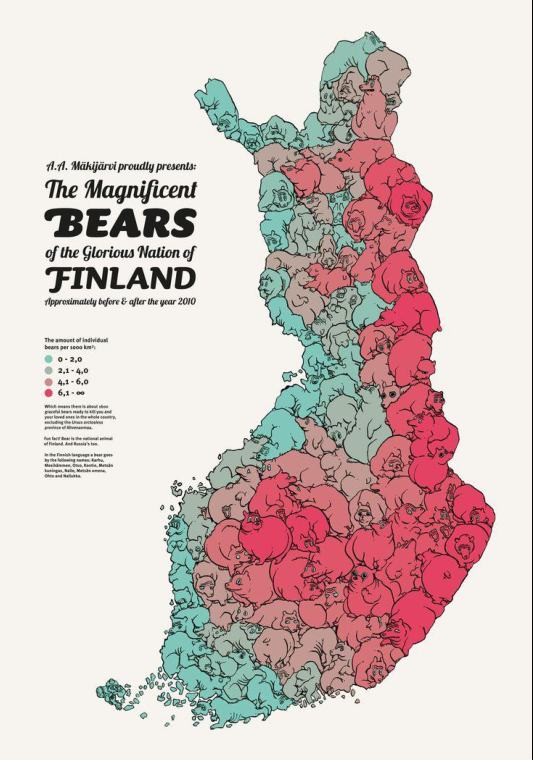 A.A. Mäkijärvi proudly presents:
The Magnificent
BEARS
of the Glorious Nation of
FINLAND
Approximately before & after the year 2010
The amount of individual
bears per 1000 km²:
0 - 2,0
2,1 - 4,0
4,1 - 6,0
6,1 - ∞
Which means there is about 1600
graceful bears ready to kill you and
your loved ones in the whole country,
excluding the Ursus arctosless
province of Ahvenanmaa.
Fun fact! Bear is the national animal
of Finland. And Russia's too.
In the Finnish language a bear goes
by the following names: Karhu,
Mesikämmen, Otso, Kontio, Metsän
kuningas, Nalle, Metsän omena,
Ohto and Nallukka.